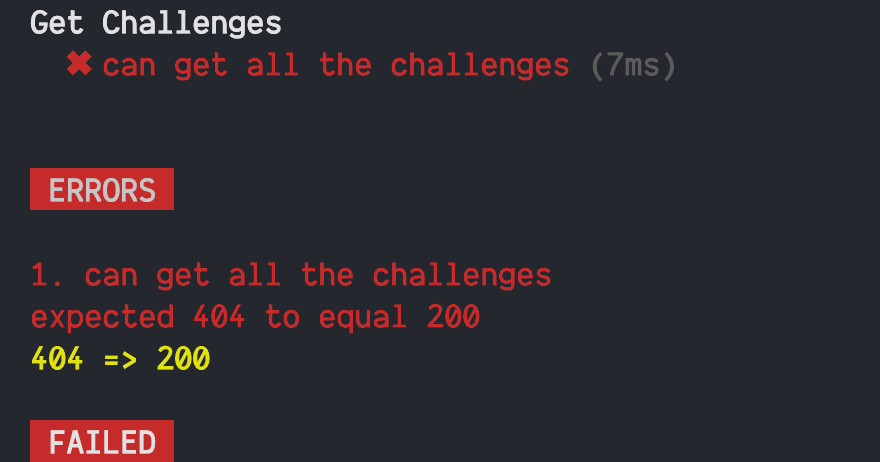 Get Challenges
✖ can get all the challenges (7ms)
ERRORS
1. can get all the challenges
expected 404 to equal 200
404 => 200
FAILED